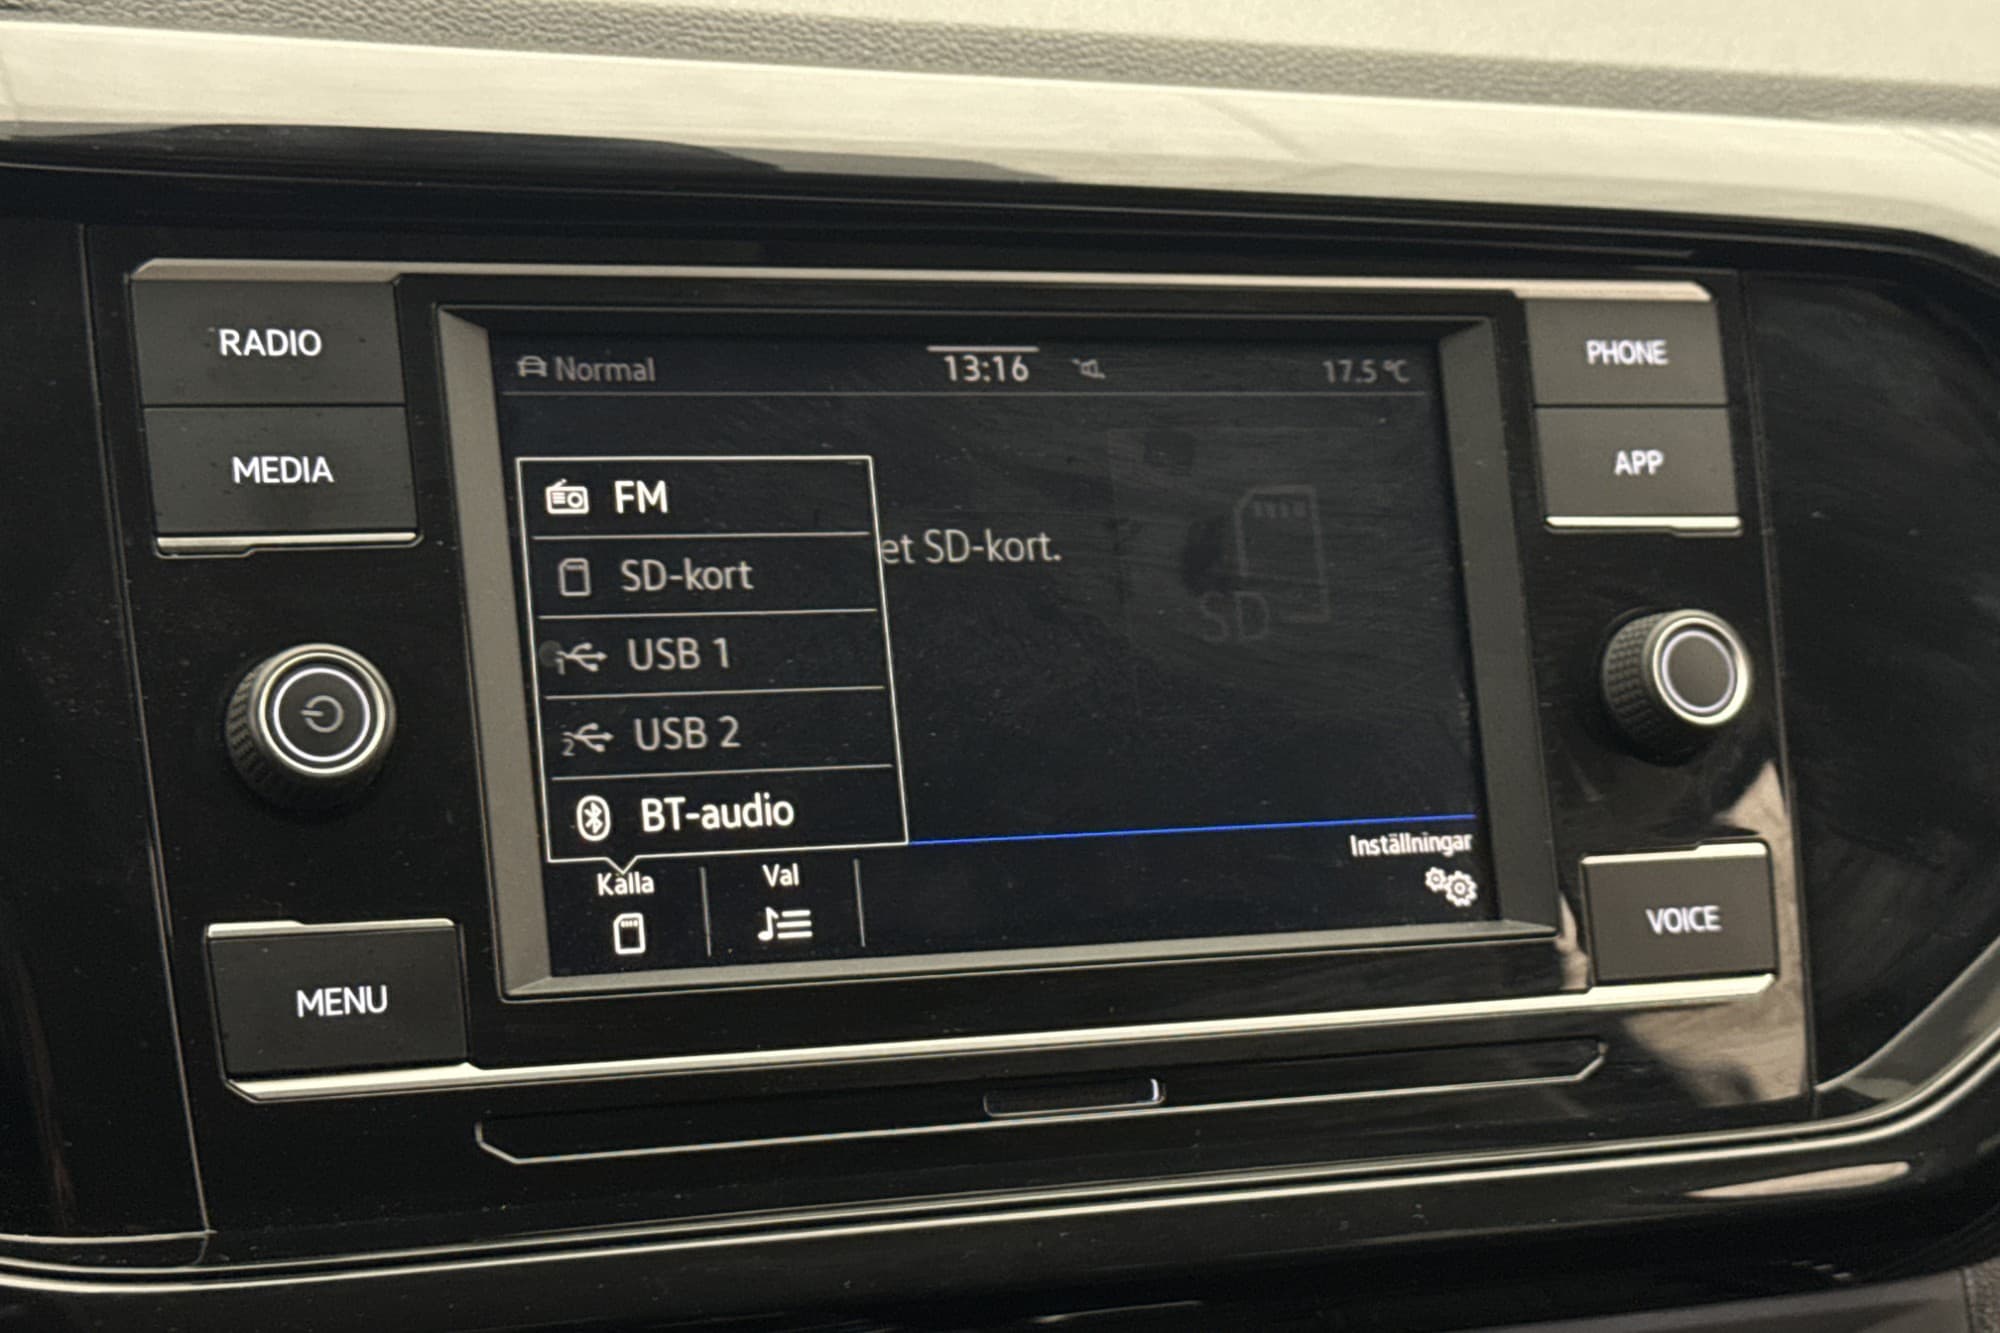 RADIO
MEDIA
MENU
Normal
13:16
17.5 °C
FM
SD-kort
USB 1
USB 2
BT-audio
et SD-kort.
SD
Källa
Val
Inställningar
PHONE
APP
VOICE